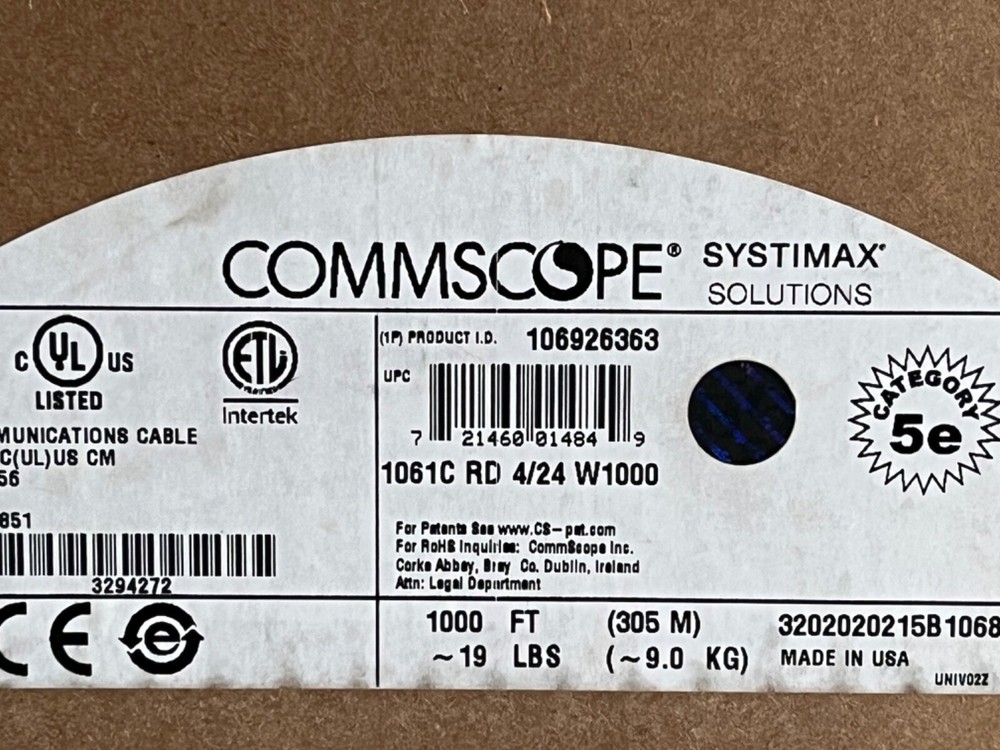 COMMSCOPE® SYSTIMAX®
SOLUTIONS
C UL US
LISTED
ETL
Intertek
MUNICATIONS CABLE
C(UL)US CM
56
851
3294272
(1P) PRODUCT I.D. 106926363
UPC
7 21460 01484 9
1061C RD 4/24 W1000
For Patents See www.CS-pat.com
For RoHS Inquiries: CommScope Inc.
Corke Abbey, Bray Co. Dublin, Ireland
Attn: Legal Department
CATEGORY
5e
CE e
1000 FT (305 M)
~19 LBS (~9.0 KG)
3202020215B1068
MADE IN USA
UNIV02Z